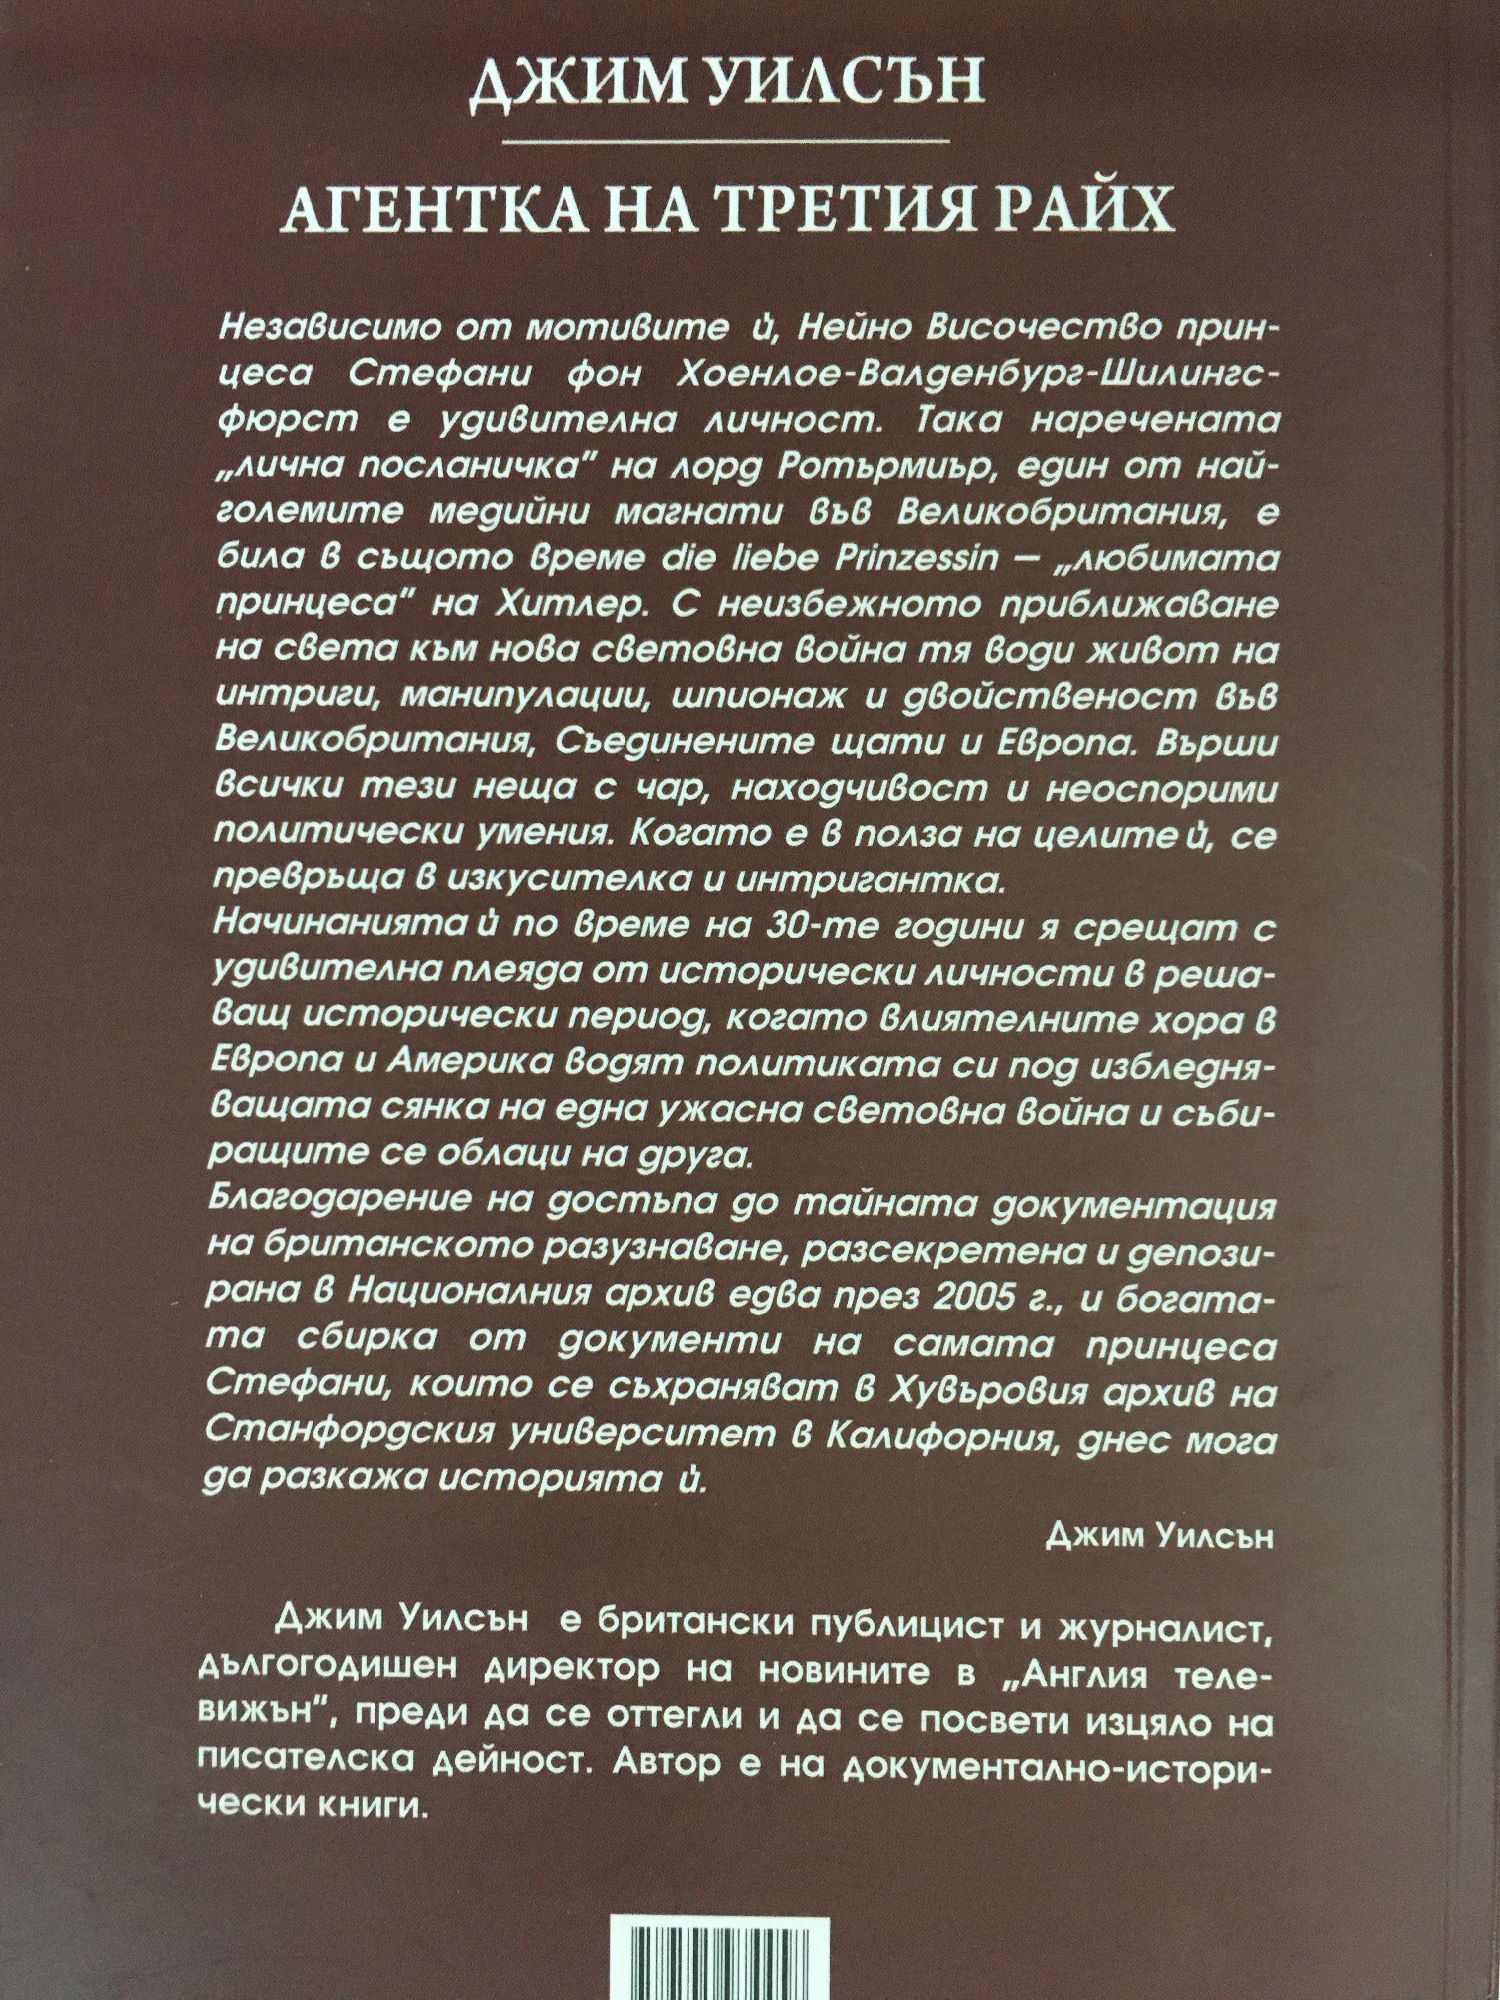 ДЖИМ УИЛСЪН
АГЕНТКА НА ТРЕТИЯ РАЙХ
Независимо от мотивите ѝ, Нейно Височество прин-
цеса Стефани фон Хоенлое-Валденбург-Шилингс-
фюрст е удивителна личност. Така наречената
„лична посланичка” на лорд Ротърмиър, един от най-
големите медийни магнати във Великобритания, е
била в същото време die liebe Prinzessin – „любимата
принцеса” на Хитлер. С неизбежното приближаване
на света към нова световна война тя води живот на
интриги, манипулации, шпионаж и двойственост във
Великобритания, Съединените щати и Европа. Върши
всички тези неща с чар, находчивост и неоспорими
политически умения. Когато е в полза на целите ѝ, се
превръща в изкусителка и интригантка.
Начинанията ѝ по време на 30-те години я срещат с
удивителна плеяда от исторически личности в реша-
ващ исторически период, когато влиятелните хора в
Европа и Америка водят политиката си под избледня-
ващата сянка на една ужасна световна война и съби-
ращите се облаци на друга.
Благодарение на достъпа до тайната документация
на британското разузнаване, разсекретена и депози-
рана в Националния архив едва през 2005 г., и богата-
та сбирка от документи на самата принцеса
Стефани, които се съхраняват в Хувъровия архив на
Станфордския университет в Калифорния, днес мога
да разкажа историята ѝ.
Джим Уилсън
Джим Уилсън е британски публицист и журналист,
дългогодишен директор на новините в „Англия теле-
вижън”, преди да се оттегли и да се посвети изцяло на
писателска дейност. Автор е на документално-истори-
чески книги.